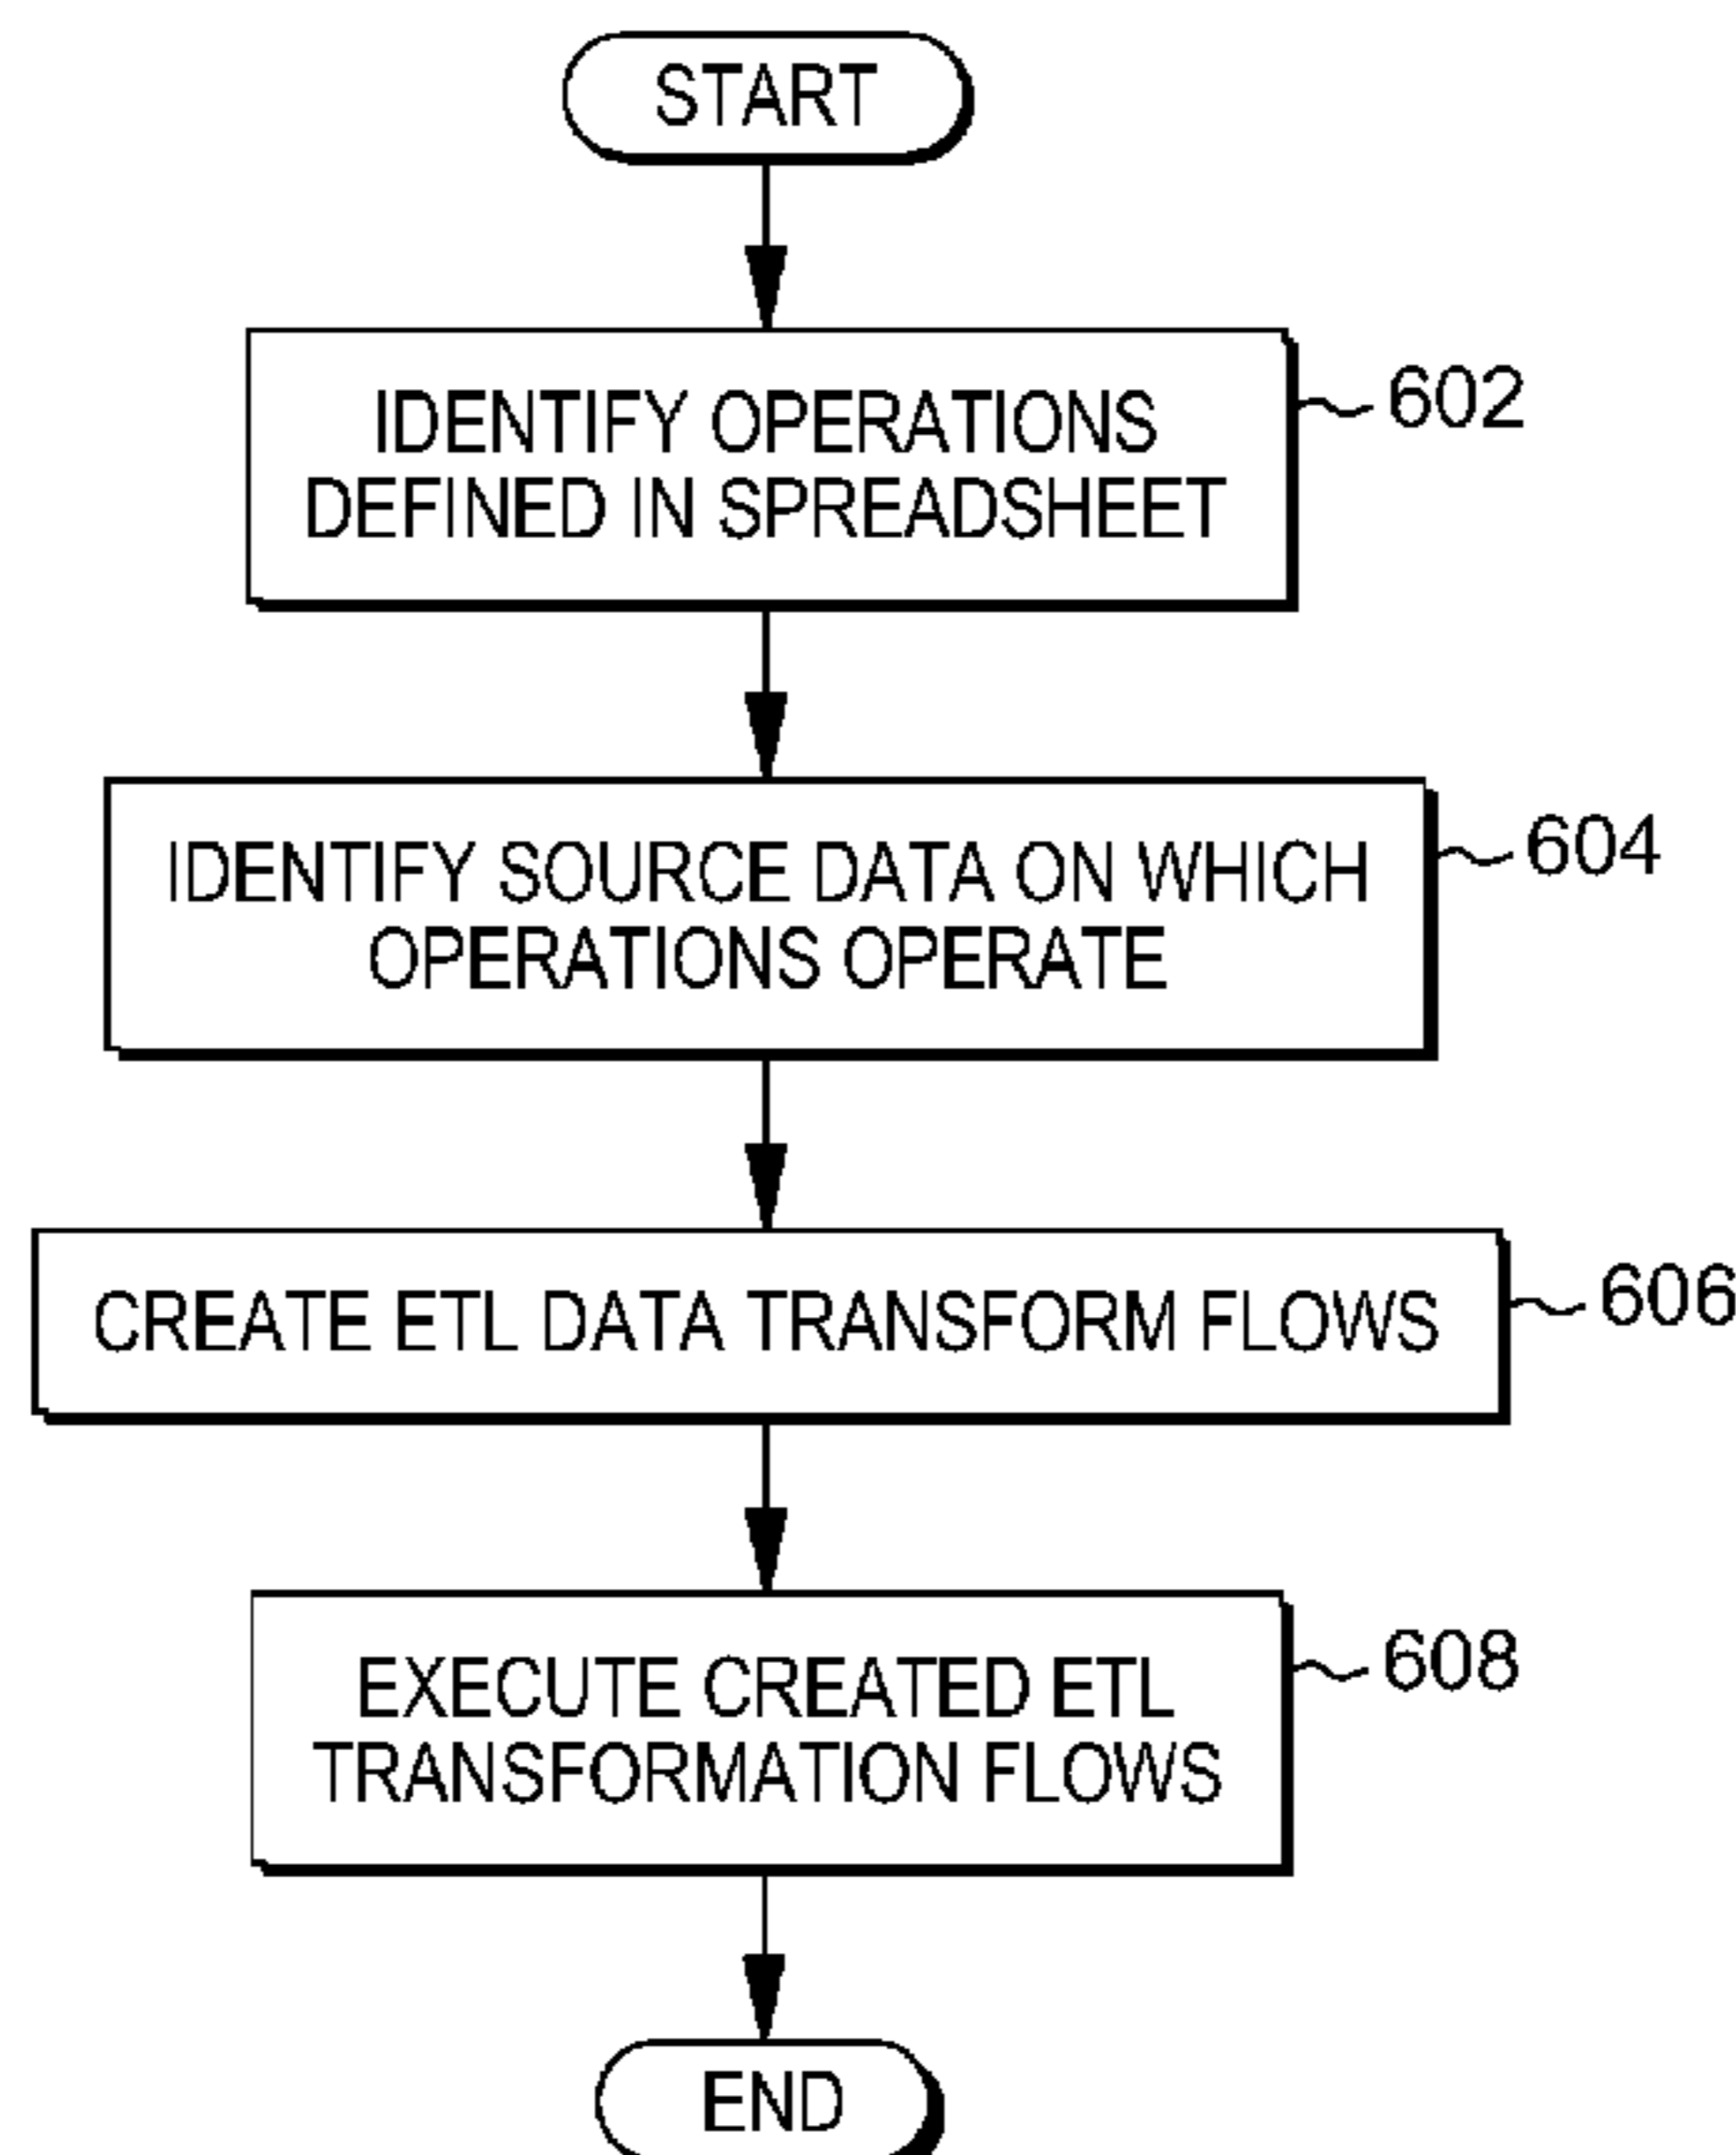 START
IDENTIFY OPERATIONS
DEFINED IN SPREADSHEET
602
IDENTIFY SOURCE DATA ON WHICH
OPERATIONS OPERATE
604
CREATE ETL DATA TRANSFORM FLOWS
606
EXECUTE CREATED ETL
TRANSFORMATION FLOWS
608
END